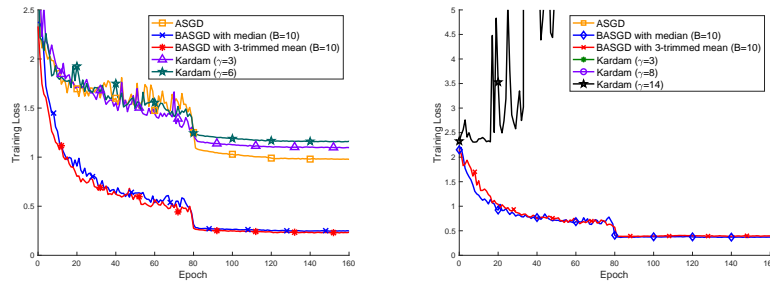 2.5
2
1.5
1
0.5
0
0
20
40
60
80
100
120
140
160
Training Loss
Epoch
ASGD
BASGD with median (B=10)
BASGD with 3-trimmed mean (B=10)
Kardam (γ=3)
Kardam (γ=6)
5
4.5
4
3.5
3
2.5
2
1.5
1
0.5
0
0
20
40
60
80
100
120
140
160
Training Loss
Epoch
ASGD
BASGD with median (B=10)
BASGD with 3-trimmed mean (B=10)
Kardam (γ=3)
Kardam (γ=8)
Kardam (γ=14)